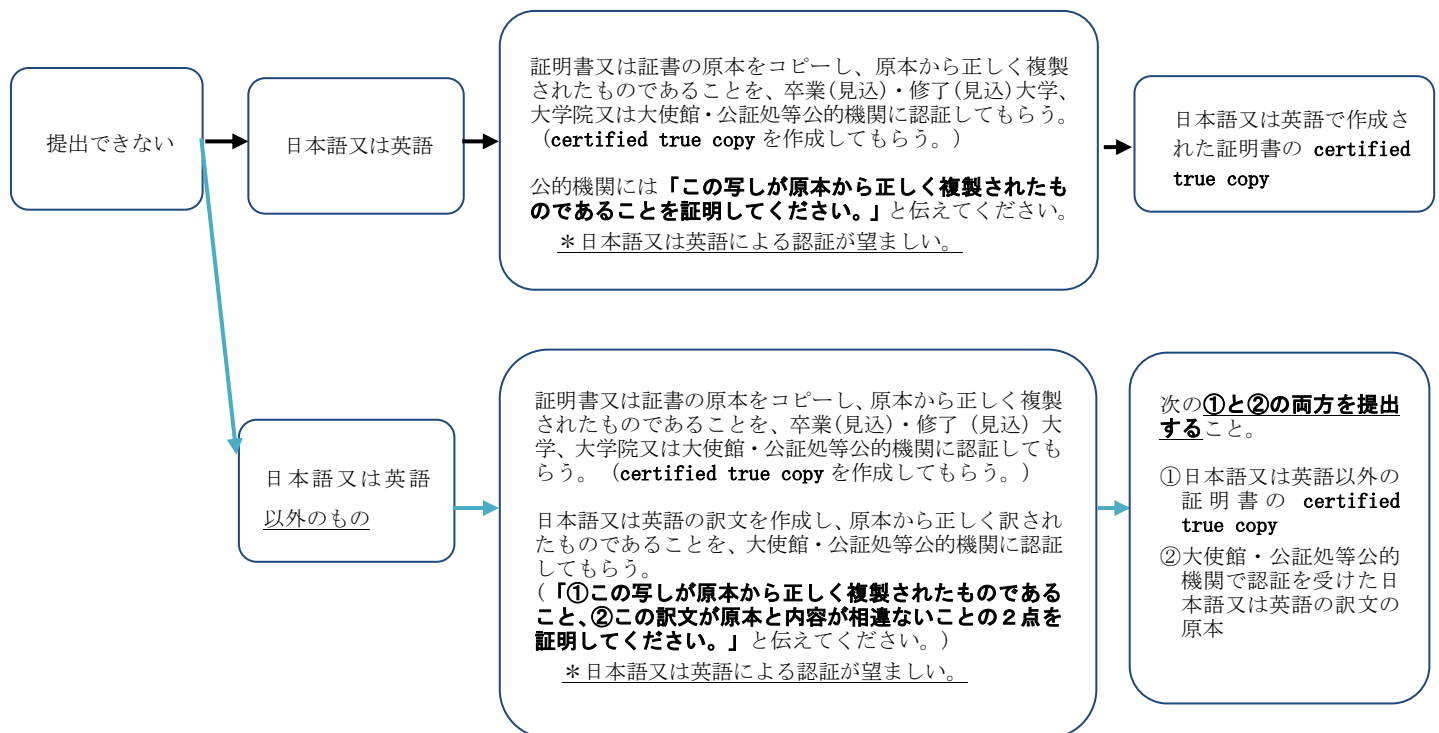 提出できない
日本語又は英語
証明書又は証書の原本をコピーし、原本から正しく複製
されたものであることを、卒業(見込)・修了(見込)大学、
大学院又は大使館・公証処等公的機関に認証してもらう。
（certified true copy を作成してもらう。）
公的機関には「この写しが原本から正しく複製されたも
のであることを証明してください。」と伝えてください。
＊日本語又は英語による認証が望ましい。
日本語又は英語で作成さ
れた証明書の certified
true copy
日本語又は英語
以外のもの
証明書又は証書の原本をコピーし、原本から正しく複製
されたものであることを、卒業(見込)・修了（見込）大
学、大学院又は大使館・公証処等公的機関に認証しても
らう。（certified true copy を作成してもらう。）
日本語又は英語の訳文を作成し、原本から正しく訳され
たものであることを、大使館・公証処等公的機関に認証
してもらう。
（「①この写しが原本から正しく複製されたものである
こと、②この訳文が原本と内容が相違ないことの２点を
証明してください。」と伝えてください。）
＊日本語又は英語による認証が望ましい。
次の①と②の両方を提出
すること。
①日本語又は英語以外の
証明書の certified
true copy
②大使館・公証処等公的
機関で認証を受けた日
本語又は英語の訳文の
原本